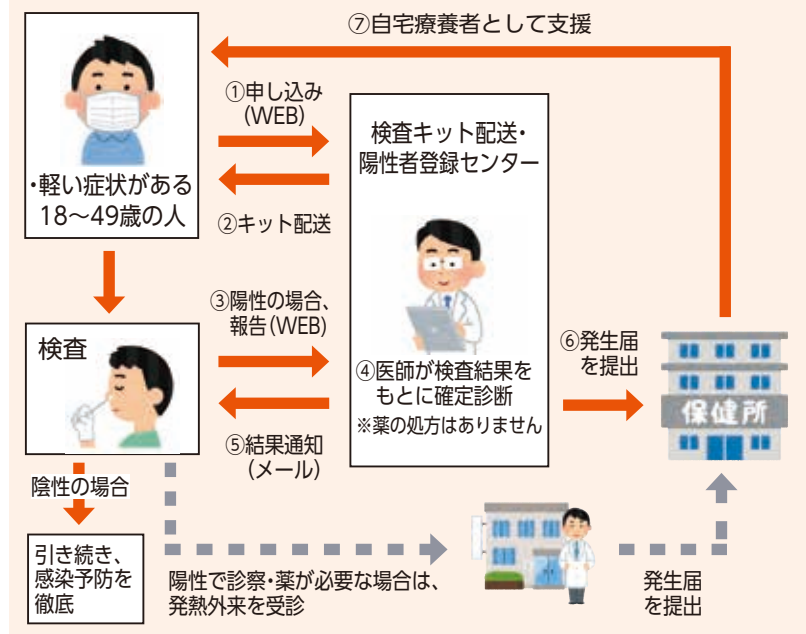 ⑦自宅療養者として支援
①申し込み
(WEB)
検査キット配送・
陽性者登録センター
・軽い症状がある
18〜49歳の人
②キット配送
③陽性の場合、
報告(WEB)
検査
④医師が検査結果を
もとに確定診断
※薬の処方はありません
⑥発生届
を提出
保健所
⑤結果通知
(メール)
陰性の場合
引き続き、
感染予防を
徹底
陽性で診察・薬が必要な場合は、
発熱外来を受診
発生届
を提出